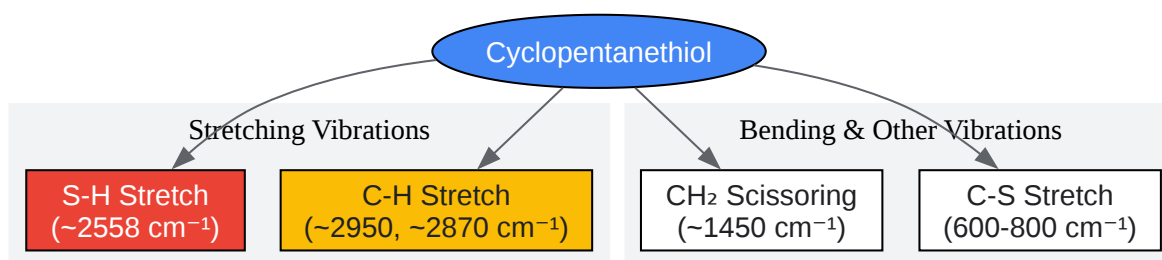 Cyclopentanethiol
Stretching Vibrations
Bending & Other Vibrations
S-H Stretch
(~2558 cm⁻¹)
C-H Stretch
(~2950, ~2870 cm⁻¹)
CH₂ Scissoring
(~1450 cm⁻¹)
C-S Stretch
(600-800 cm⁻¹)